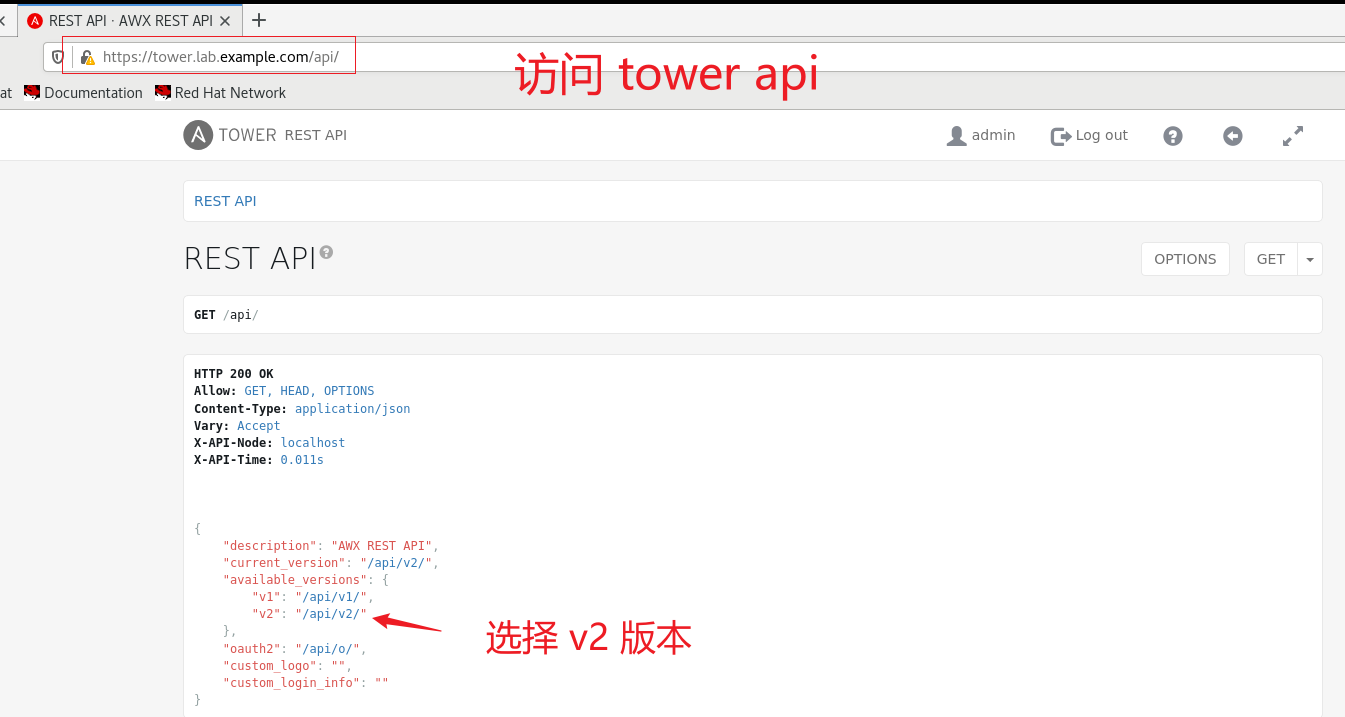 REST API · AWX REST API
https://tower.lab.example.com/api/
访问 tower api
at Documentation Red Hat Network
TOWER REST API admin Log out
REST API
REST API OPTIONS GET
GET /api/
HTTP 200 OK
Allow: GET, HEAD, OPTIONS
Content-Type: application/json
Vary: Accept
X-API-Node: localhost
X-API-Time: 0.011s
{
"description": "AWX REST API",
"current_version": "/api/v2/",
"available_versions": {
"v1": "/api/v1/",
"v2": "/api/v2/"
},
选择 v2 版本
"oauth2": "/api/o/",
"custom_logo": "",
"custom_login_info": ""
}